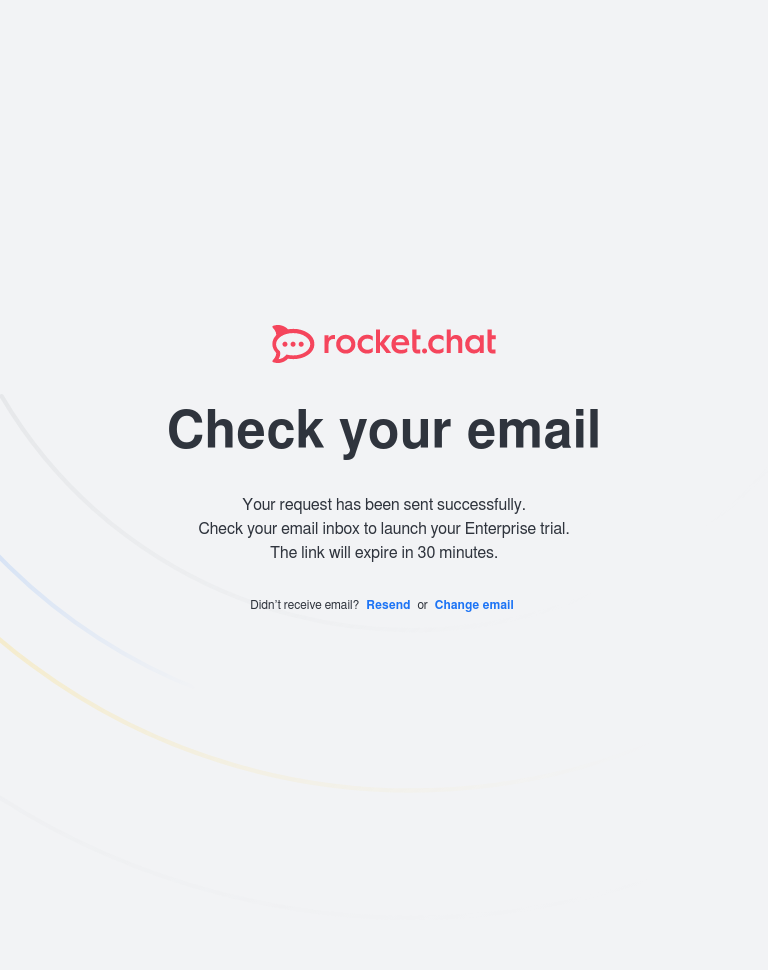 rocket.chat
Check your email
Your request has been sent successfully.
Check your email inbox to launch your Enterprise trial.
The link will expire in 30 minutes.
Didn't receive email? Resend or Change email